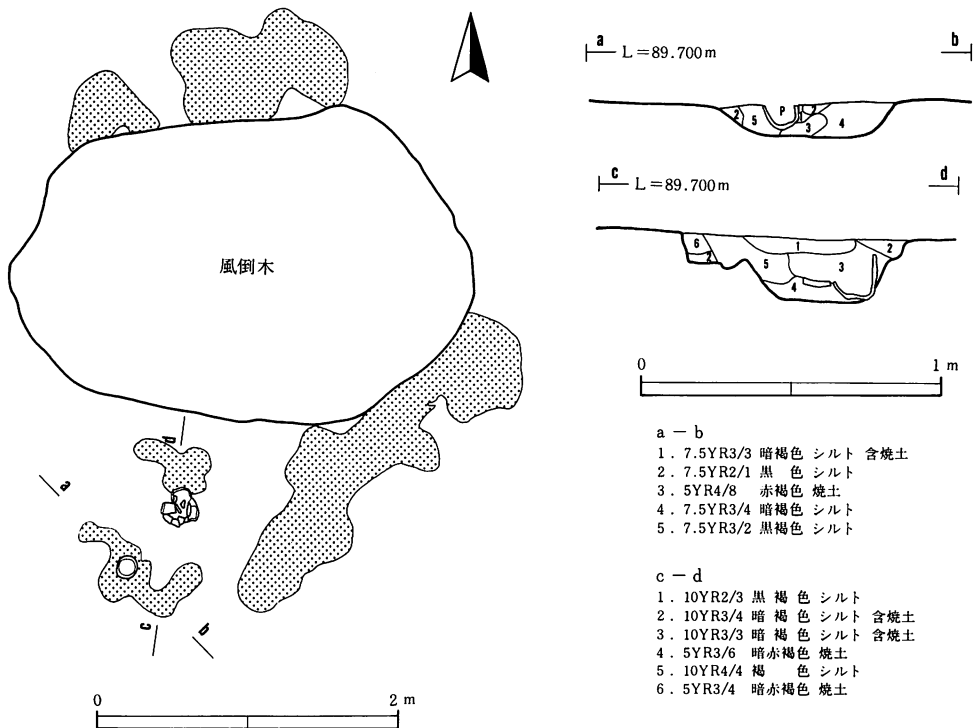 風倒木
a
b
c
d
0 2 m
a b
L=89.700m
2 5 P 1 2 3 4
c d
L=89.700m
6 2 5 1 4 3 2
0 1 m
a － b
1. 7.5YR3/3 暗褐色 シルト 含焼土
2. 7.5YR2/1 黒 色 シルト
3. 5YR4/8 赤褐色 焼土
4. 7.5YR3/4 暗褐色 シルト
5. 7.5YR3/2 黒褐色 シルト
c － d
1. 10YR2/3 黒 褐 色 シルト
2. 10YR3/4 暗 褐 色 シルト 含焼土
3. 10YR3/3 暗 褐 色 シルト 含焼土
4. 5YR3/6 暗赤褐色 焼土
5. 10YR4/4 褐 色 シルト
6. 5YR3/4 暗赤褐色 焼土